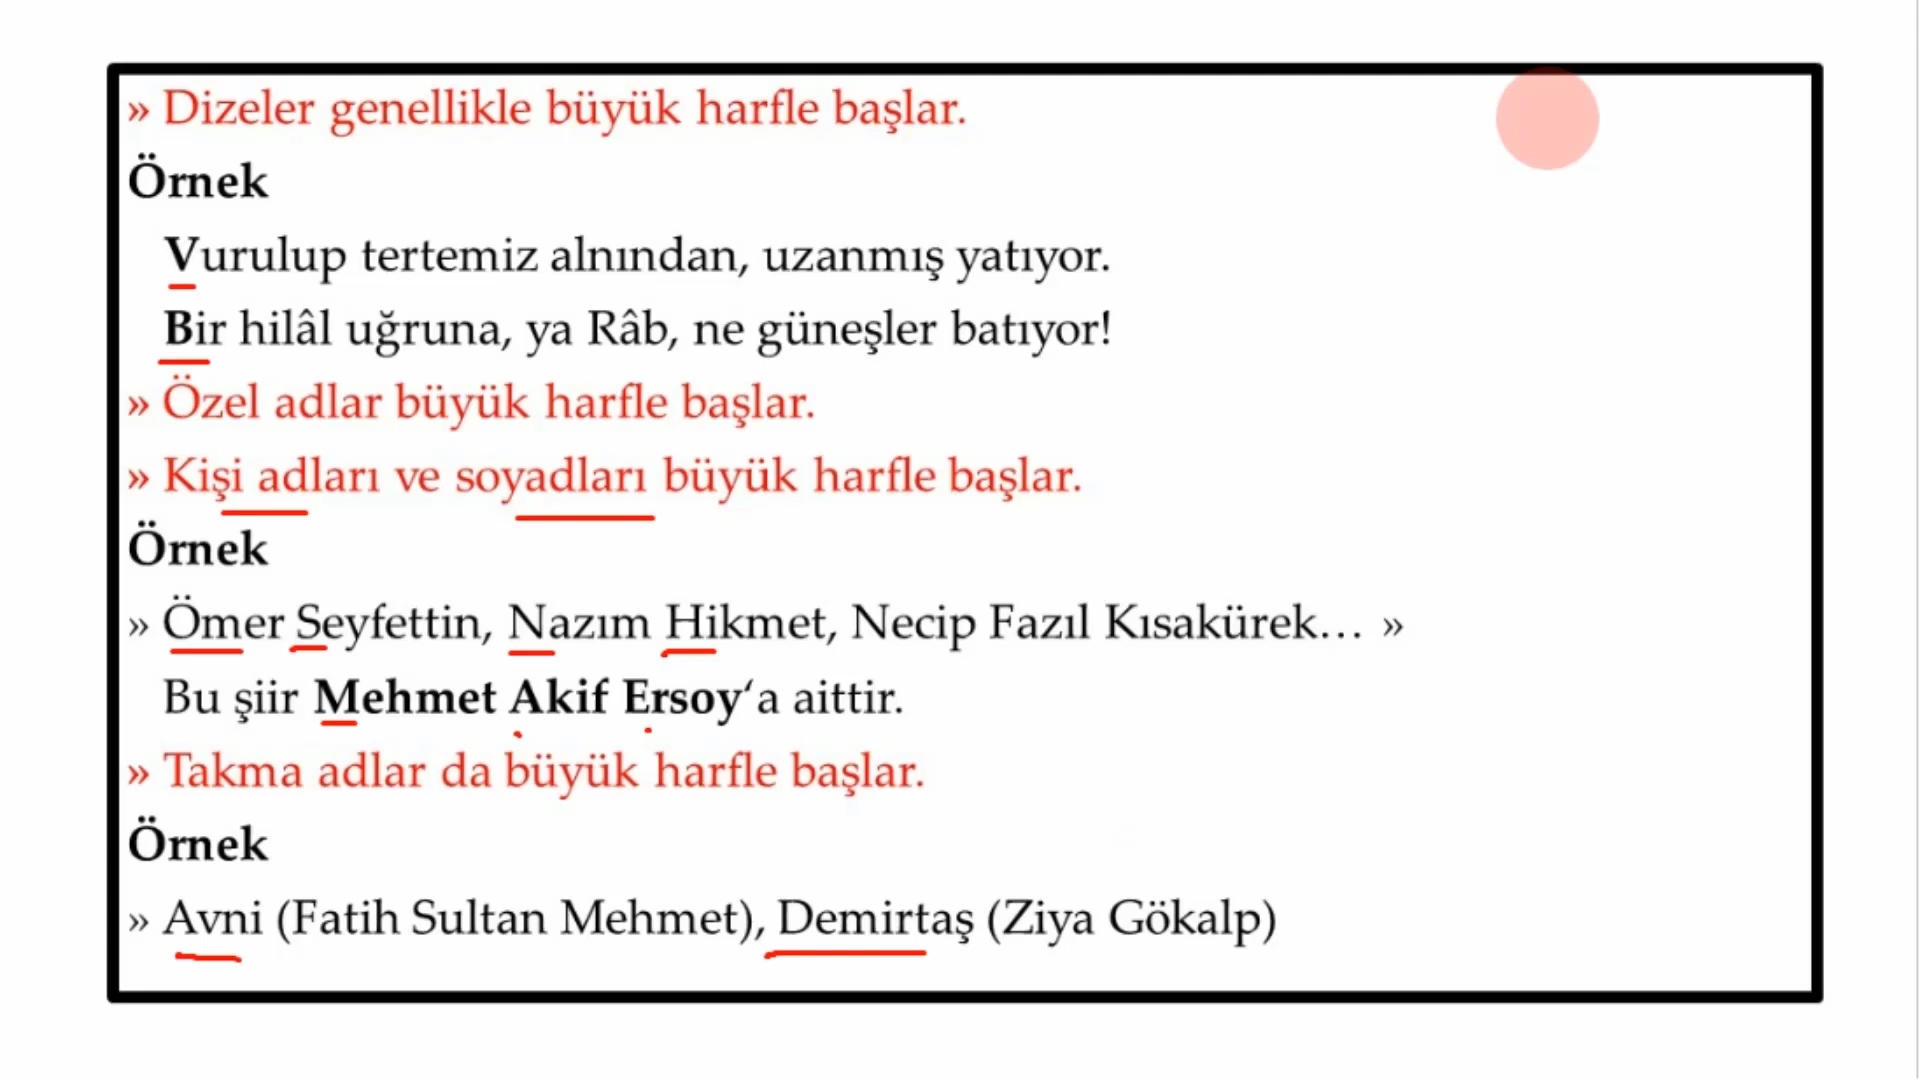 » Dizeler genellikle büyük harfle başlar.
Örnek
Vurulup tertemiz alnından, uzanmış yatıyor.
Bir hilâl uğruna, ya Râb, ne güneşler batıyor!
» Özel adlar büyük harfle başlar.
» Kişi adları ve soyadları büyük harfle başlar.
Örnek
» Ömer Seyfettin, Nazım Hikmet, Necip Fazıl Kısakürek… »
Bu şiir Mehmet Akif Ersoy‘a aittir.
» Takma adlar da büyük harfle başlar.
Örnek
» Avni (Fatih Sultan Mehmet), Demirtaş (Ziya Gökalp)